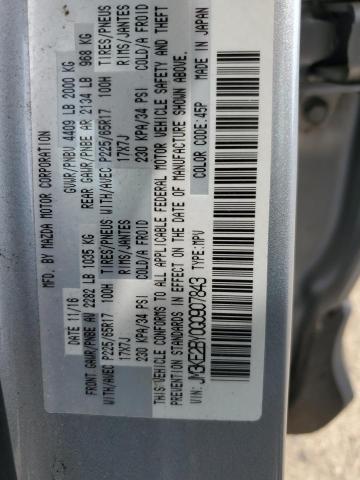 MFD. BY MAZDA MOTOR CORPORATION
DATE: 11/16 GVWR/PNBV 4409 LB 2000 KG
FRONT GAWR/PNBE AV 2282 LB 1035 KG REAR GAWR/PNBE AR 2134 LB 968 KG
WITH/AVEC P225/65R17 100H TIRES/PNEUS WITH/AVEC P225/65R17 100H TIRES/PNEUS
17X7J RIMS/JANTES 17X7J RIMS/JANTES
230 KPA/34 PSI COLD/A FROID 230 KPA/34 PSI COLD/A FROID
THIS VEHICLE CONFORMS TO ALL APPLICABLE FEDERAL MOTOR VEHICLE SAFETY AND THEFT
PREVENTION STANDARDS IN EFFECT ON THE DATE OF MANUFACTURE SHOWN ABOVE.
VIN: JM3KE2BY0G0907843 TYPE:MPV COLOR CODE: 45P MADE IN JAPAN